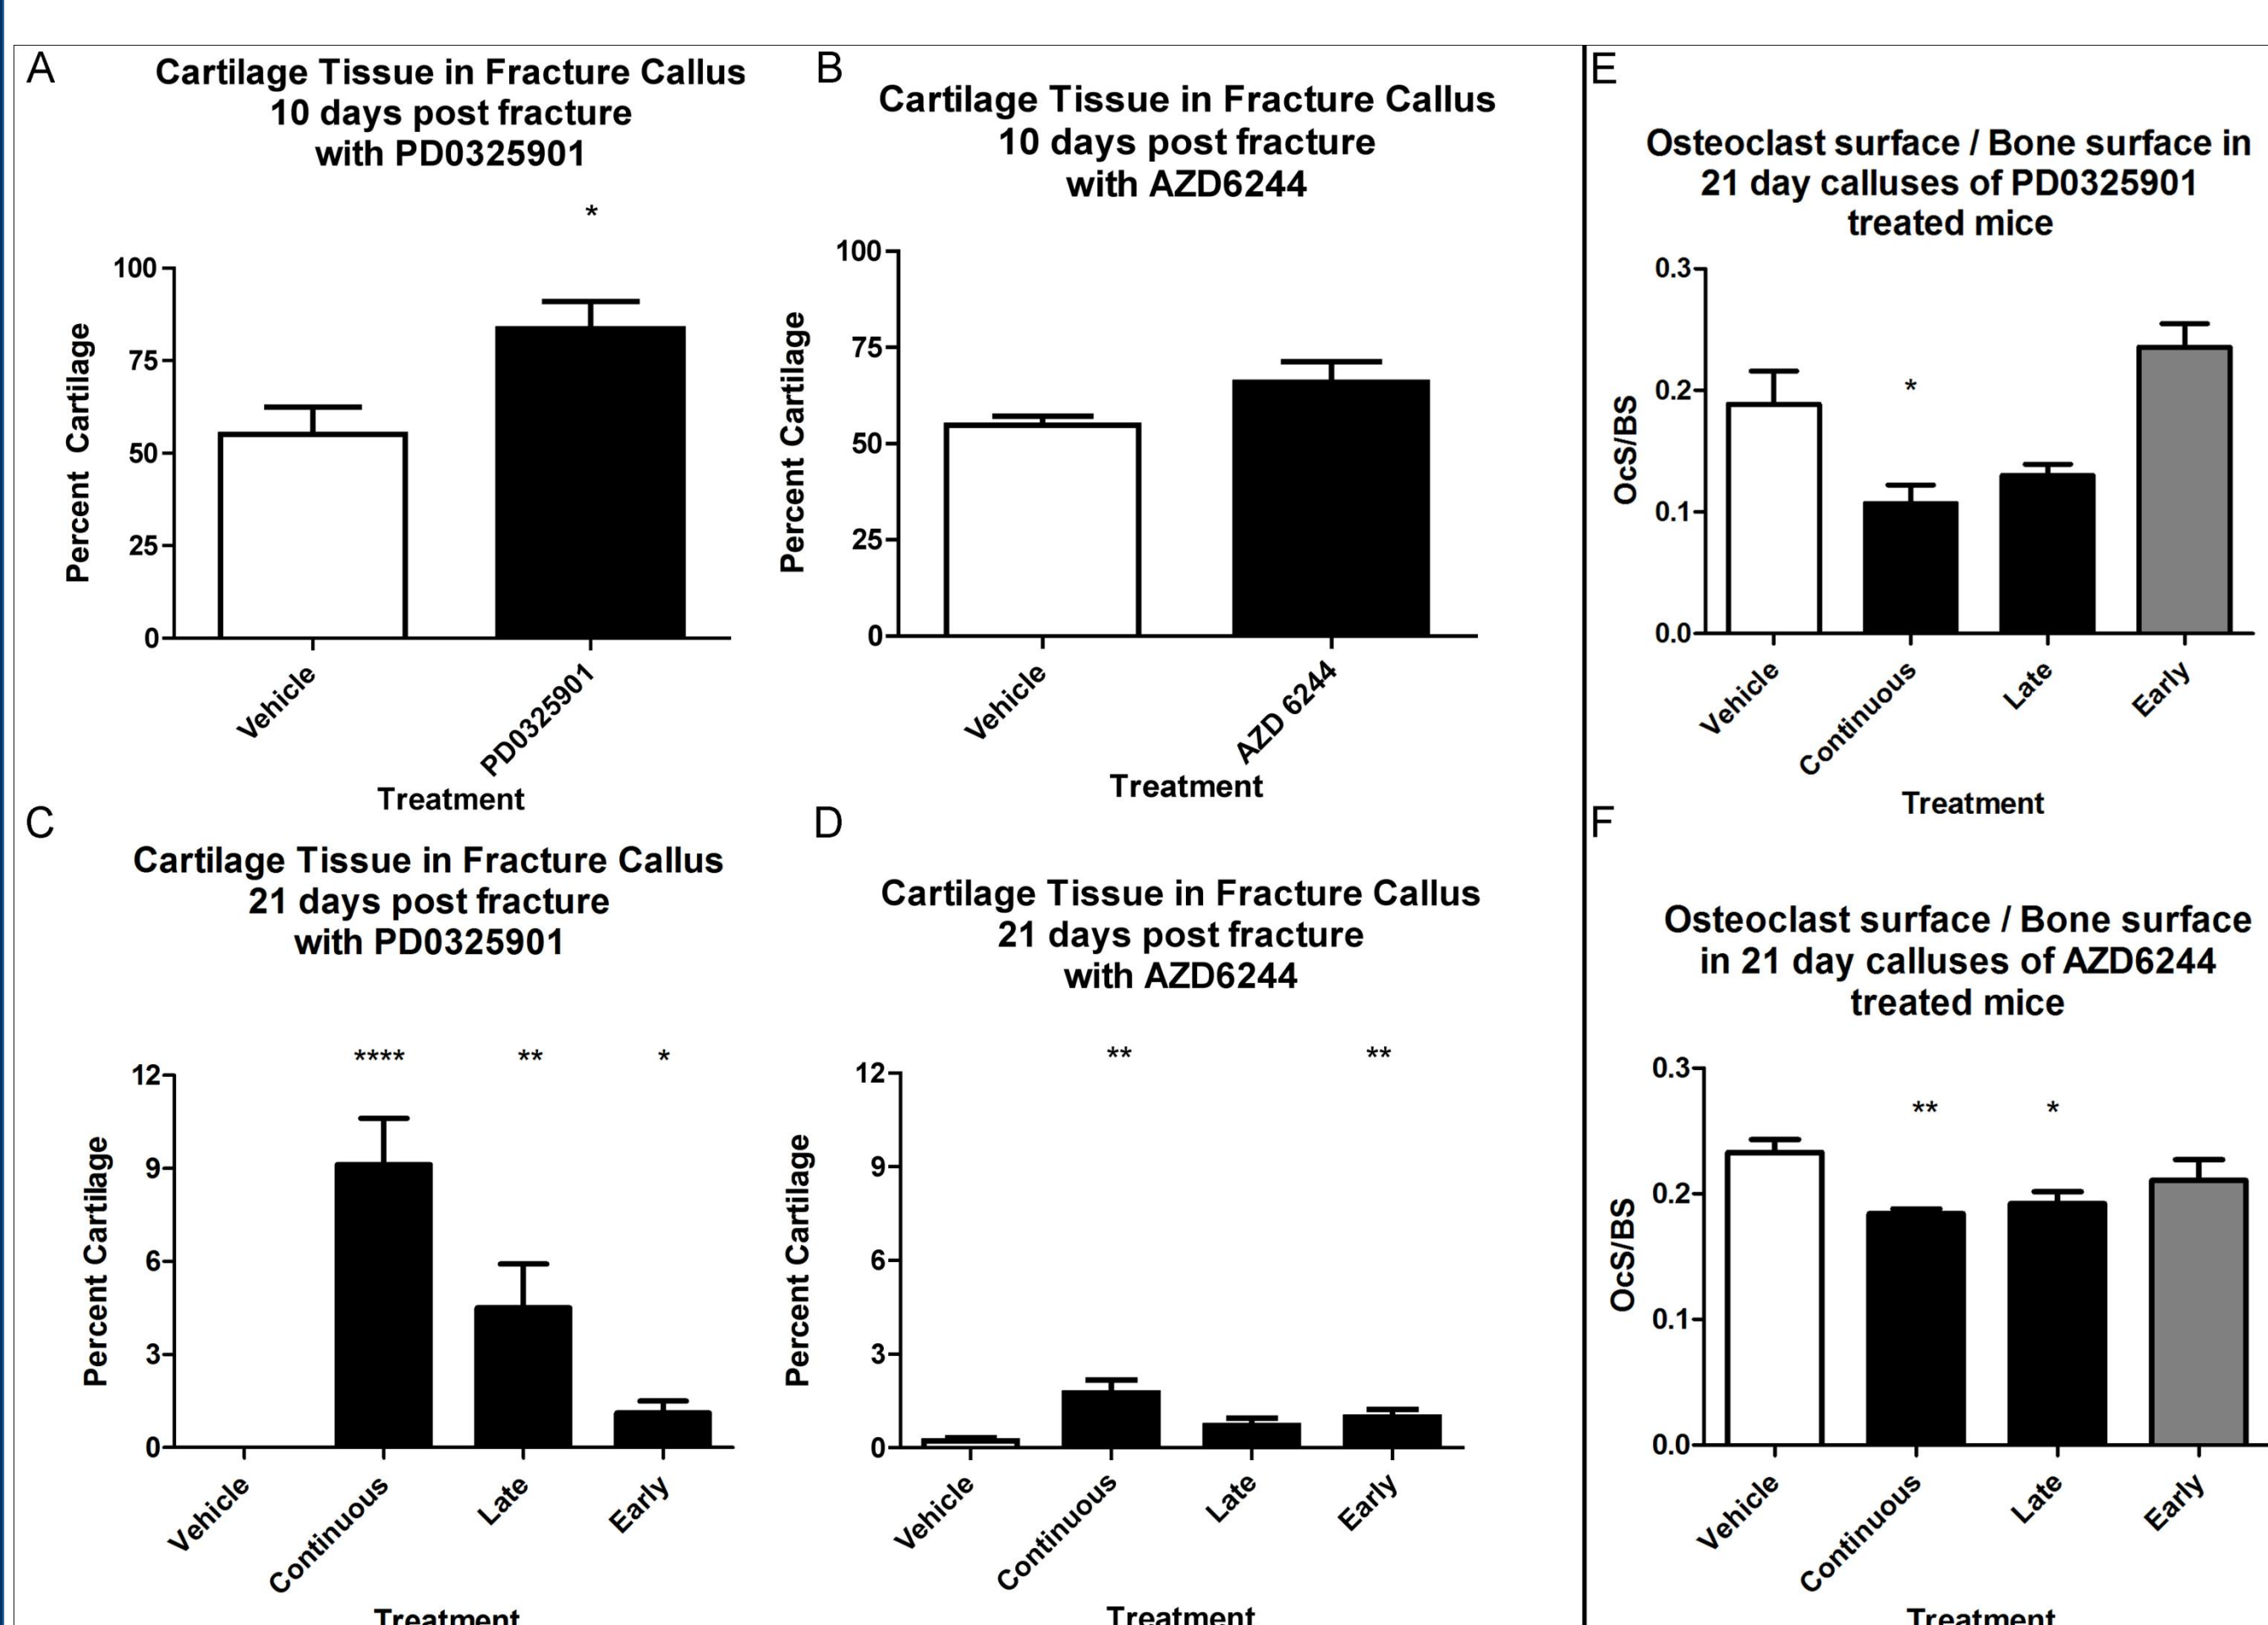 A
Cartilage Tissue in Fracture Callus
10 days post fracture
with PD0325901
*
100
75
50
25
0
Percent Cartilage
Vehicle
PD0325901
Treatment
B
Cartilage Tissue in Fracture Callus
10 days post fracture
with AZD6244
100
75
50
25
0
Percent Cartilage
Vehicle
AZD 6244
Treatment
E
Osteoclast surface / Bone surface in
21 day calluses of PD0325901
treated mice
0.3
0.2
0.1
0.0
OcS/BS
*
Vehicle
Continuous
Late
Early
Treatment
C
Cartilage Tissue in Fracture Callus
21 days post fracture
with PD0325901
**** ** *
12
9
6
3
0
Percent Cartilage
Vehicle
Continuous
Late
Early
Treatment
D
Cartilage Tissue in Fracture Callus
21 days post fracture
with AZD6244
** **
12
9
6
3
0
Percent Cartilage
Vehicle
Continuous
Late
Early
Treatment
F
Osteoclast surface / Bone surface
in 21 day calluses of AZD6244
treated mice
0.3
0.2
0.1
0.0
OcS/BS
** *
Vehicle
Continuous
Late
Early
Treatment